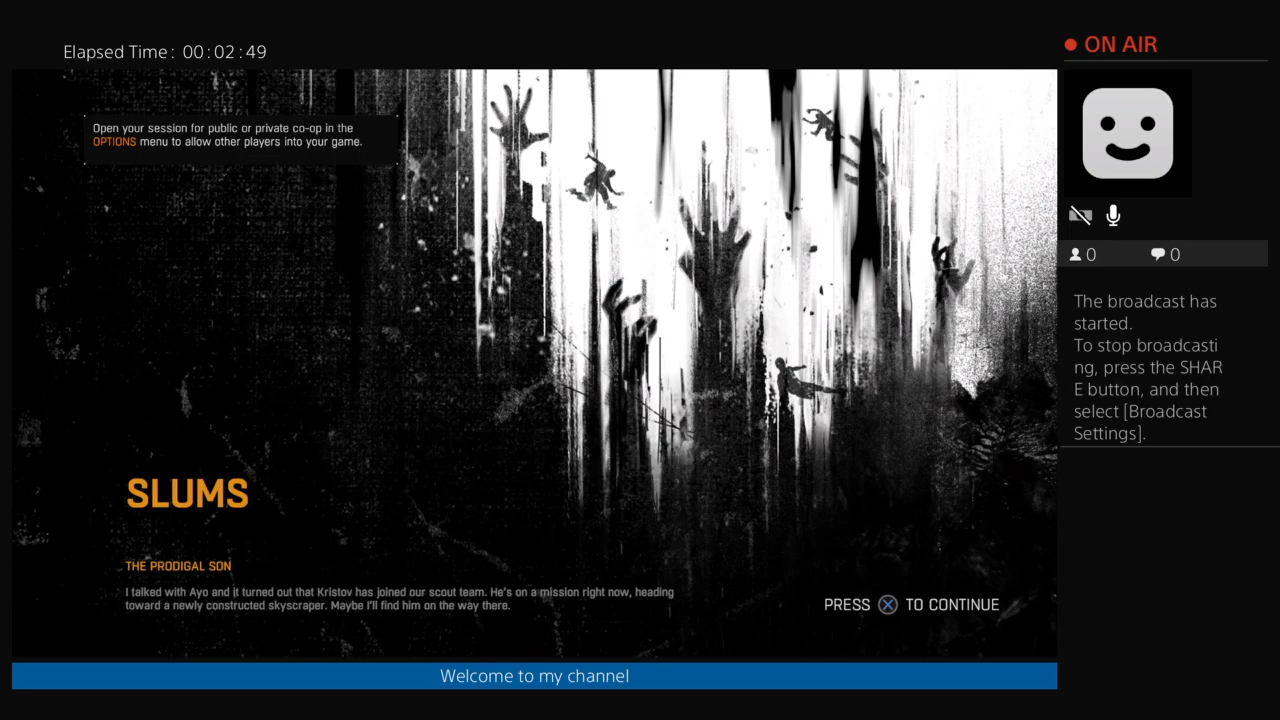 Elapsed Time: 00:02:49
ON AIR
Open your session for public or private co-op in the
OPTIONS menu to allow other players into your game.
0 0
The broadcast has
started.
To stop broadcasti
ng, press the SHAR
E button, and then
select [Broadcast
Settings].
SLUMS
THE PRODIGAL SON
I talked with Ayo and it turned out that Kristov has joined our scout team. He's on a mission right now, heading
toward a newly constructed skyscraper. Maybe I'll find him on the way there.
PRESS TO CONTINUE
Welcome to my channel